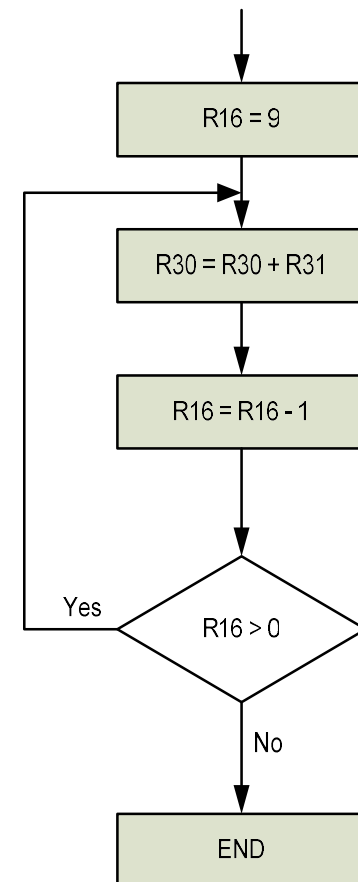 R16 = 9
R30 = R30 + R31
R16 = R16 - 1
Yes
R16 > 0
No
END